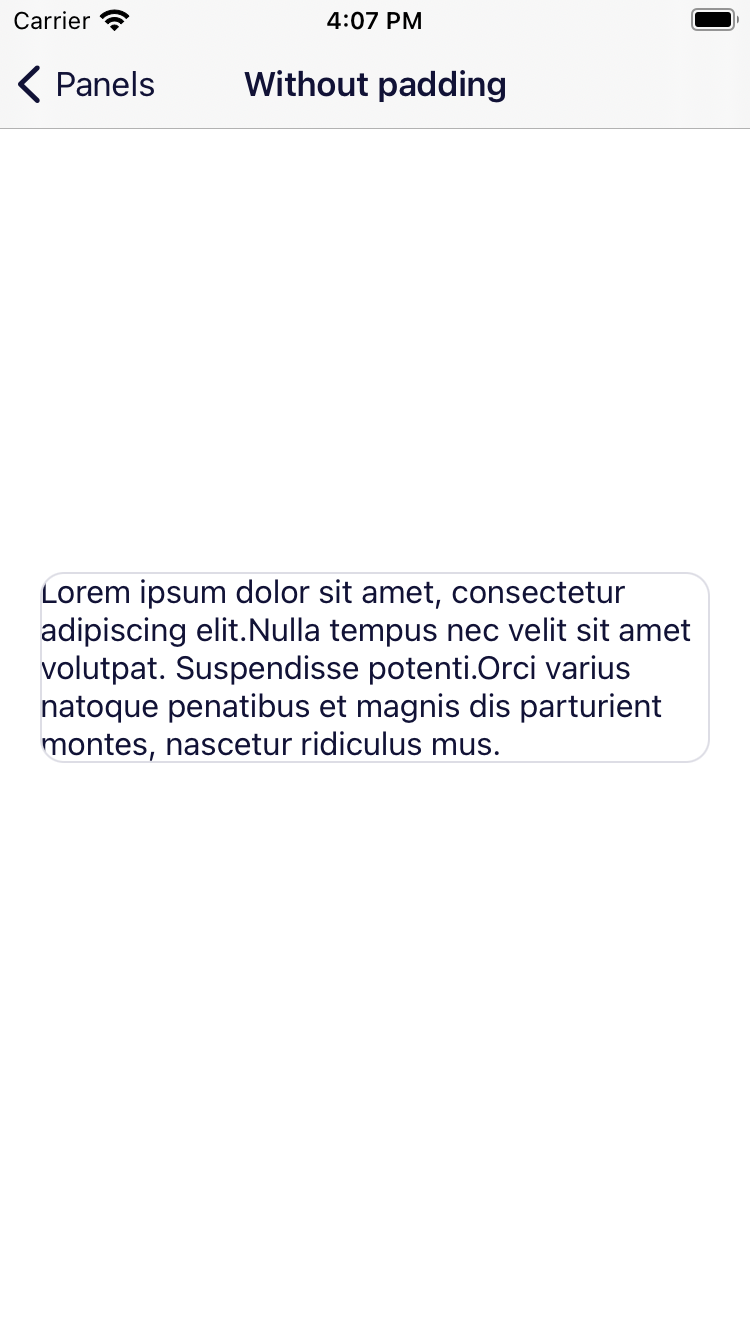 Carrier
4:07 PM
Panels
Without padding
Lorem ipsum dolor sit amet, consectetur
adipiscing elit.Nulla tempus nec velit sit amet
volutpat. Suspendisse potenti.Orci varius
natoque penatibus et magnis dis parturient
montes, nascetur ridiculus mus.